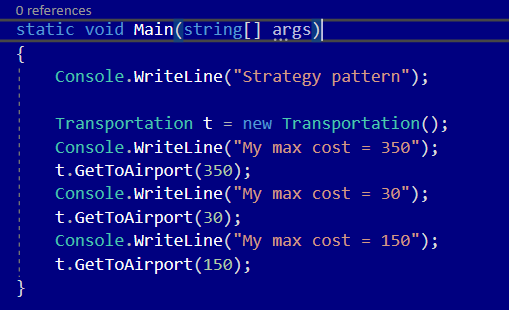 0 references
static void Main(string[] args)
{
Console.WriteLine("Strategy pattern");
Transportation t = new Transportation();
Console.WriteLine("My max cost = 350");
t.GetToAirport(350);
Console.WriteLine("My max cost = 30");
t.GetToAirport(30);
Console.WriteLine("My max cost = 150");
t.GetToAirport(150);
}